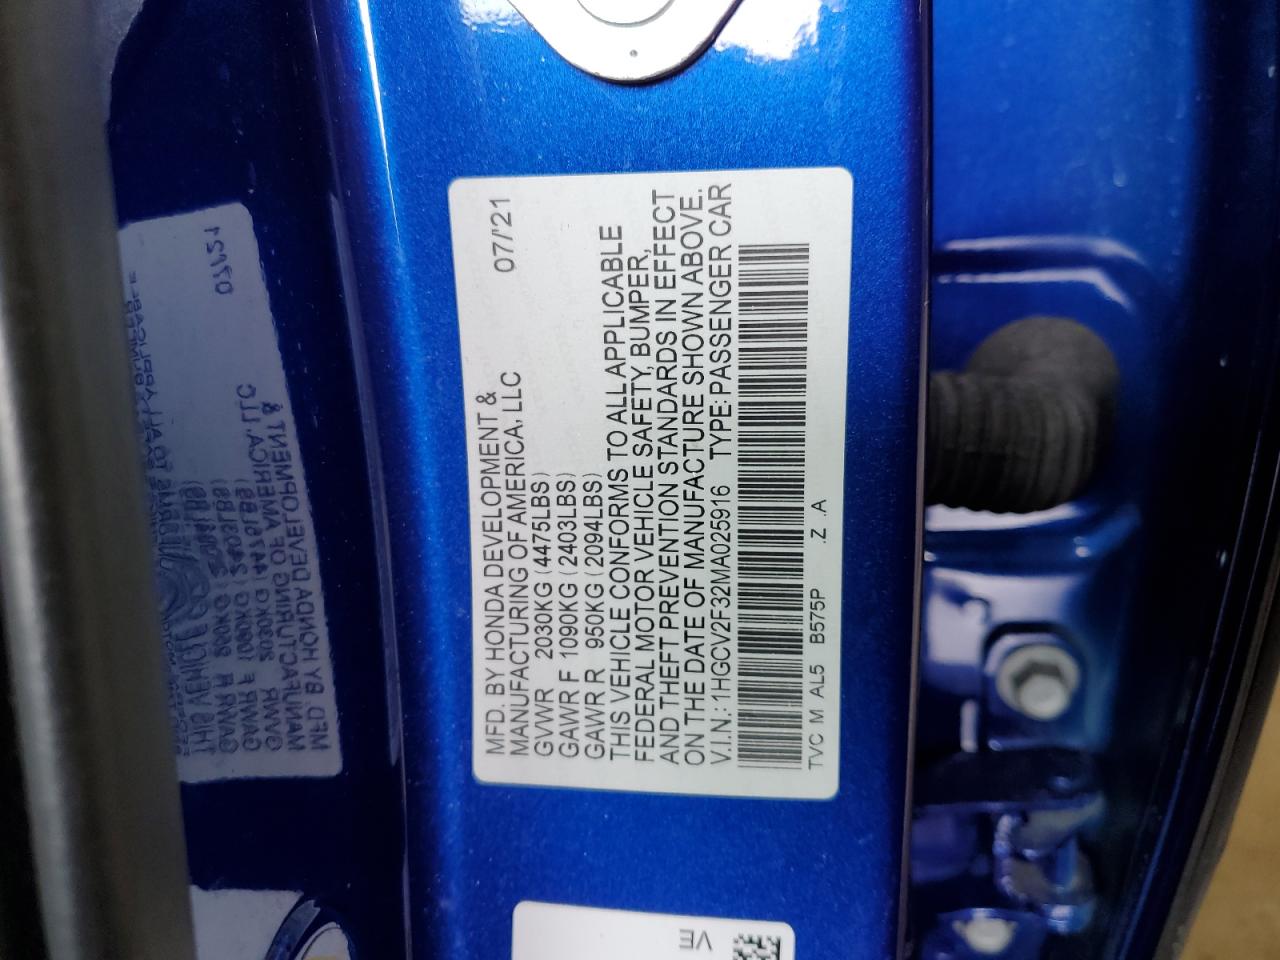 MFD. BY HONDA DEVELOPMENT &
MANUFACTURING OF AMERICA, LLC 07/'21
GVWR 2030KG (4475LBS)
GAWR F 1090KG (2403LBS)
GAWR R 950KG (2094LBS)
THIS VEHICLE CONFORMS TO ALL APPLICABLE
FEDERAL MOTOR VEHICLE SAFETY, BUMPER,
AND THEFT PREVENTION STANDARDS IN EFFECT
ON THE DATE OF MANUFACTURE SHOWN ABOVE.
V.I.N.: 1HGCV2F32MA025916 TYPE: PASSENGER CAR
TVC M AL5 B575P .Z .A
VE